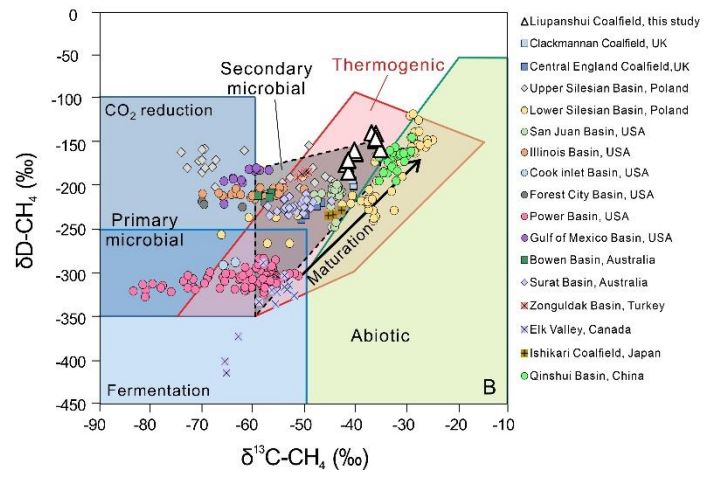 0
-50
-100
-150
-200
-250
-300
-350
-400
-450
-90
-80
-70
-60
-50
-40
-30
-20
-10
δD-CH₄ (‰)
δ¹³C-CH₄ (‰)
Secondary
microbial
Thermogenic
CO₂ reduction
Primary
microbial
Maturation
Abiotic
Fermentation
B
Liupanshui Coalfield, this study
Clackmannan Coalfield, UK
Central England Coalfield,UK
Upper Silesian Basin, Poland
Lower Silesian Basin, Poland
San Juan Basin, USA
Illinois Basin, USA
Cook inlet Basin, USA
Forest City Basin, USA
Power Basin, USA
Gulf of Mexico Basin, USA
Bowen Basin, Australia
Surat Basin, Australia
Zonguldak Basin, Turkey
Elk Valley, Canada
Ishikari Coalfield, Japan
Qinshui Basin, China